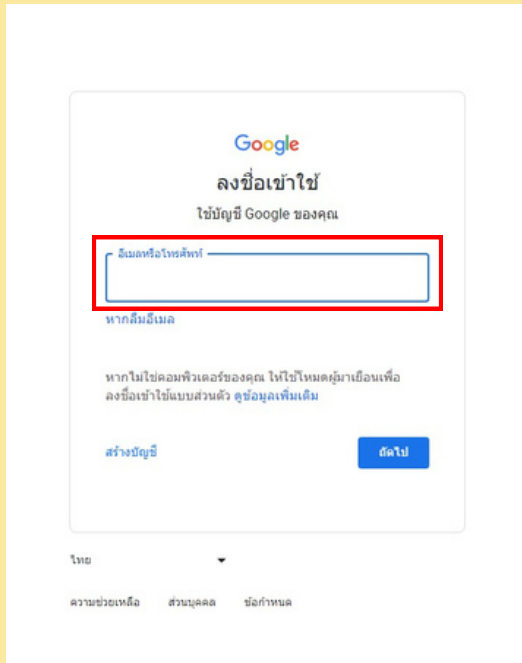 Google
ลงชื่อเข้าใช้
ใช้บัญชี Google ของคุณ
อีเมลหรือโทรศัพท์
หากลืมอีเมล
หากไม่ใช่คอมพิวเตอร์ของคุณ ให้ใช้โหมดผู้มาเยือนเพื่อ
ลงชื่อเข้าใช้แบบส่วนตัว ดูข้อมูลเพิ่มเติม
สร้างบัญชี ถัดไป
ไทย
ความช่วยเหลือ ส่วนบุคคล ข้อกำหนด